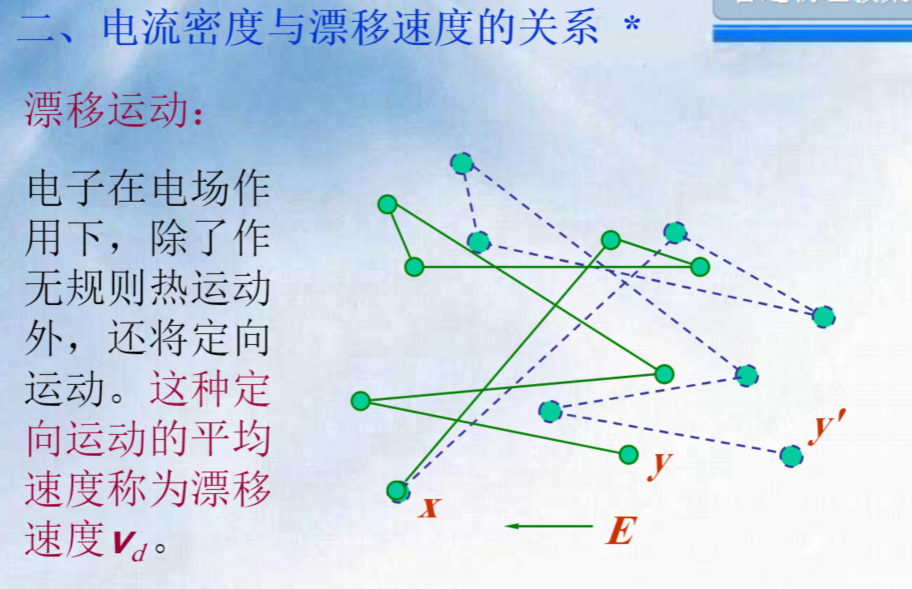 二、电流密度与漂移速度的关系 *
漂移运动：
电子在电场作
用下，除了作
无规则热运动
外，还将定向
运动。这种定
向运动的平均
速度称为漂移
速度vd。
x
y
y'
E